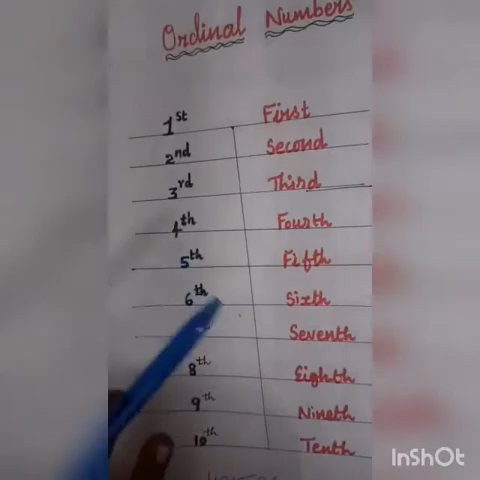 Ordinal Numbers
1st First
2nd Second
3rd Third
4th Fourth
5th Fifth
6th Sixth
Seventh
8th Eighth
9th Nineth
10th Tenth
InShOt